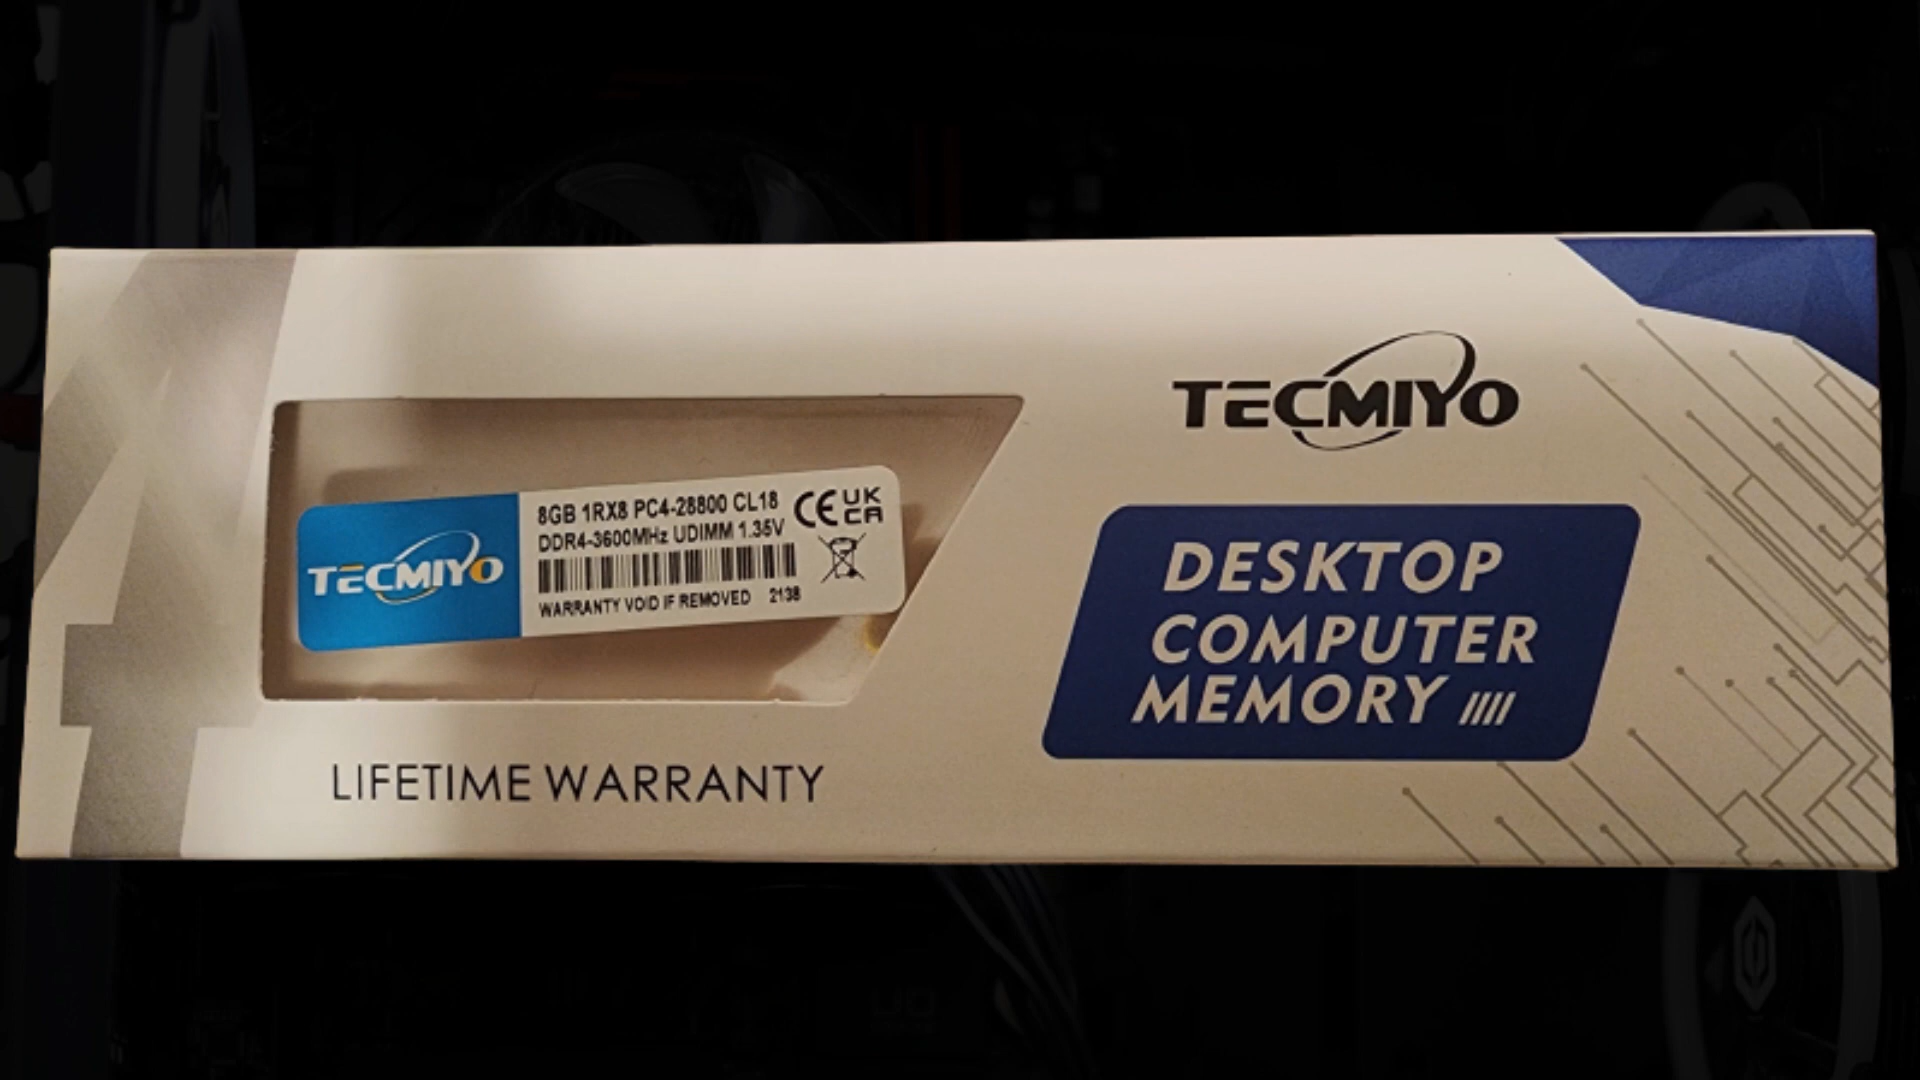 TECMIYO
8GB 1RX8 PC4-28800 CL18
DDR4-3600MHz UDIMM 1.35V
CE UK
CA
WARRANTY VOID IF REMOVED 2138
LIFETIME WARRANTY
TECMIYO
DESKTOP
COMPUTER
MEMORY